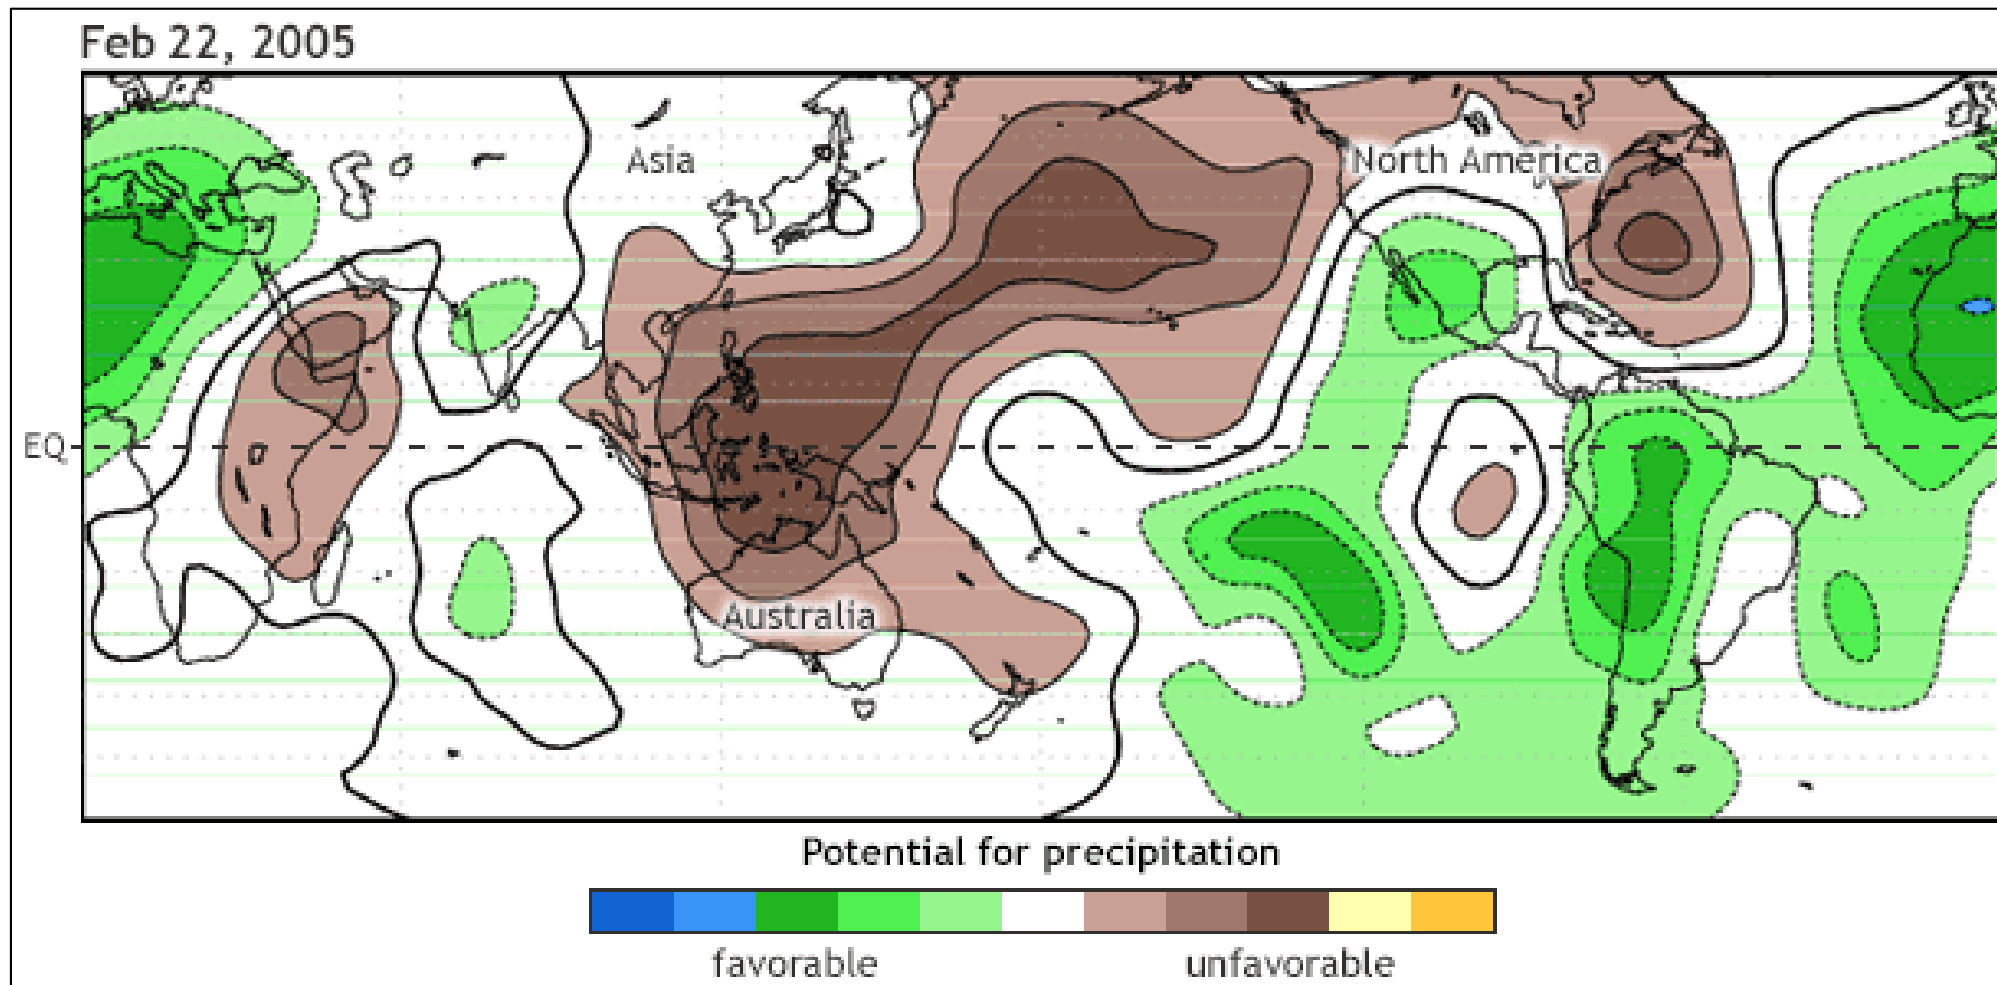 Feb 22, 2005
Asia
North America
EQ
Australia
Potential for precipitation
favorable
unfavorable